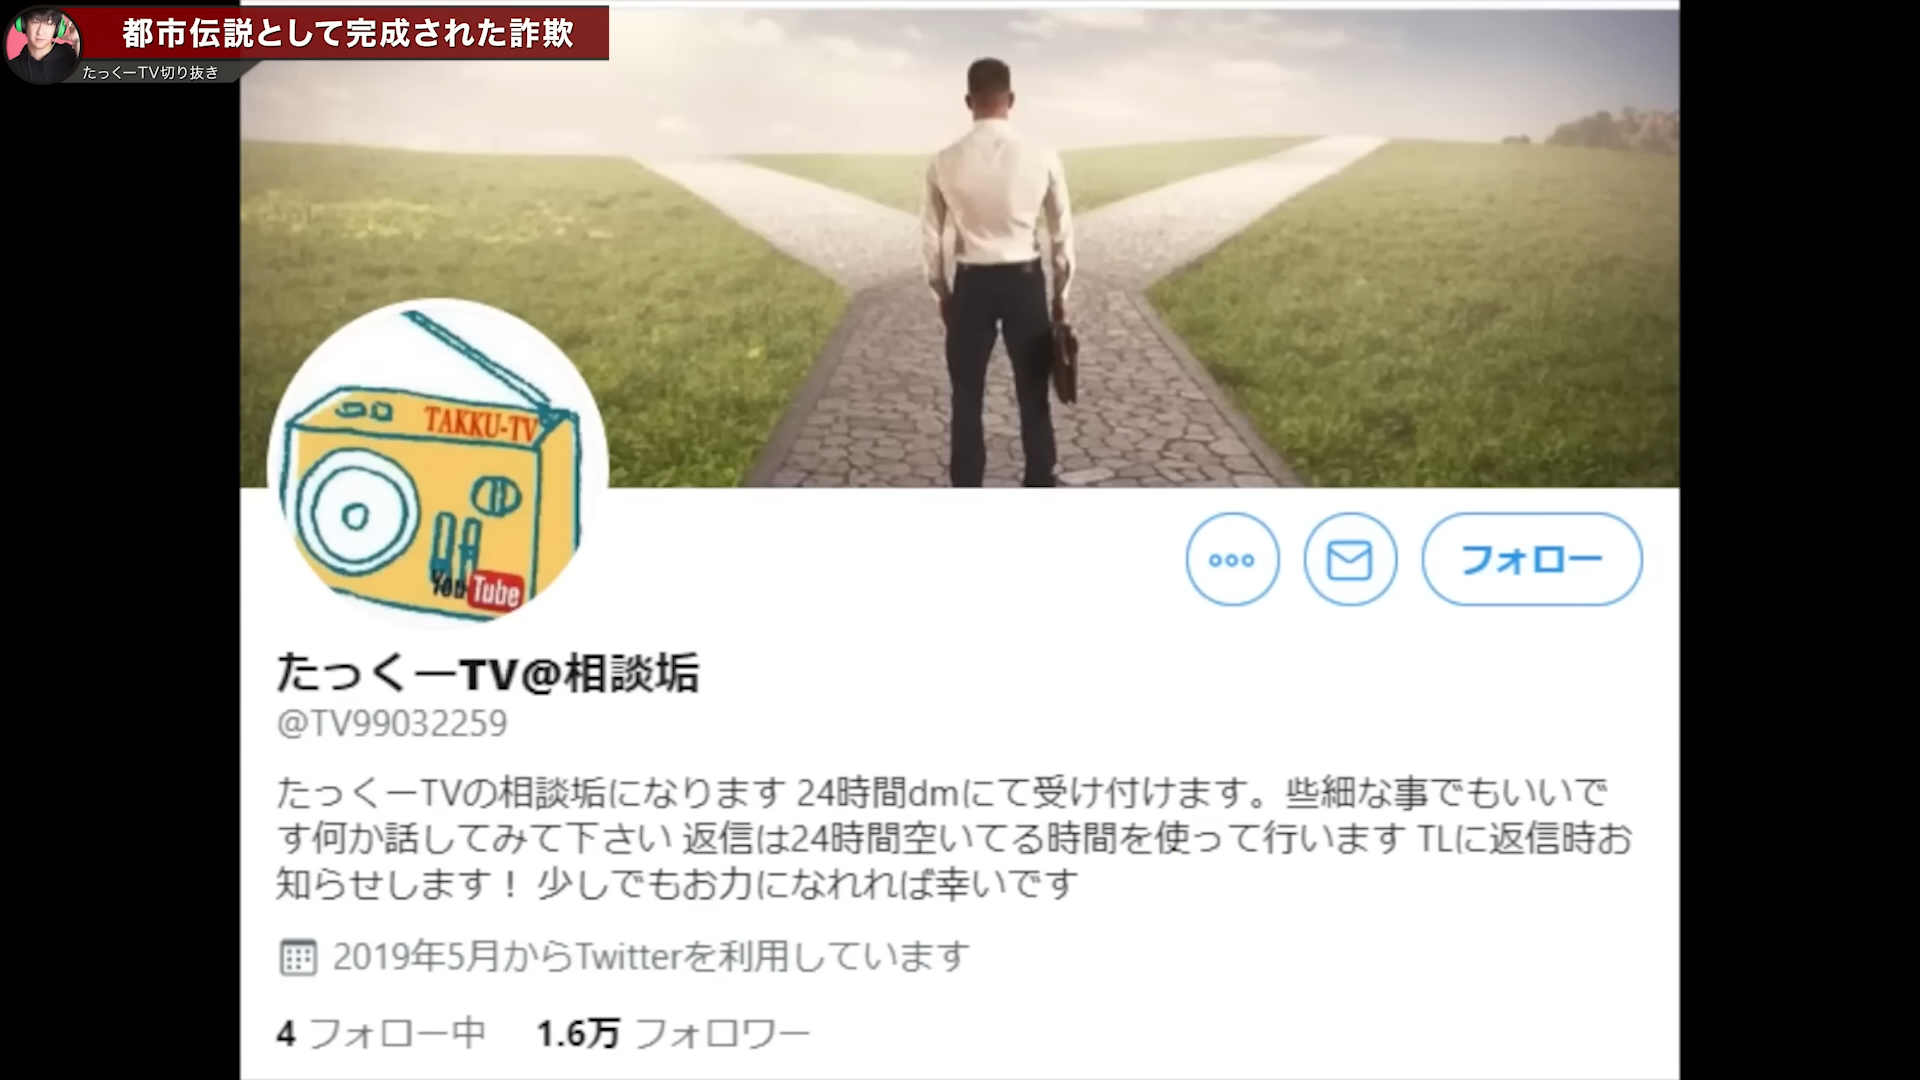 都市伝説として完成された詐欺
たっくーTV切り抜き
TAKKU-TV
YouTube
フォロー
たっくーTV@相談垢
@TV99032259
たっくーTVの相談垢になります 24時間dmにて受け付けます。些細な事でもいいで
す何か話してみて下さい 返信は24時間空いてる時間を使って行います TLに返信時お
知らせします！ 少しでもお力になれれば幸いです
2019年5月からTwitterを利用しています
4 フォロー中 1.6万 フォロワー